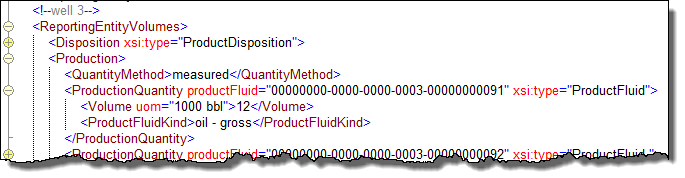 <!--well 3-->
<ReportingEntityVolumes>
<Disposition xsi:type="ProductDisposition">
<Production>
<QuantityMethod>measured</QuantityMethod>
<ProductionQuantity productFluid="00000000-0000-0000-0003-00000000091" xsi:type="ProductFluid">
<Volume uom="1000 bbl">12</Volume>
<ProductFluidKind>oil - gross</ProductFluidKind>
</ProductionQuantity>
<ProductionQuantity productFluid="00000000-0000-0000-0003-00000000092" xsi:type="ProductFluid">